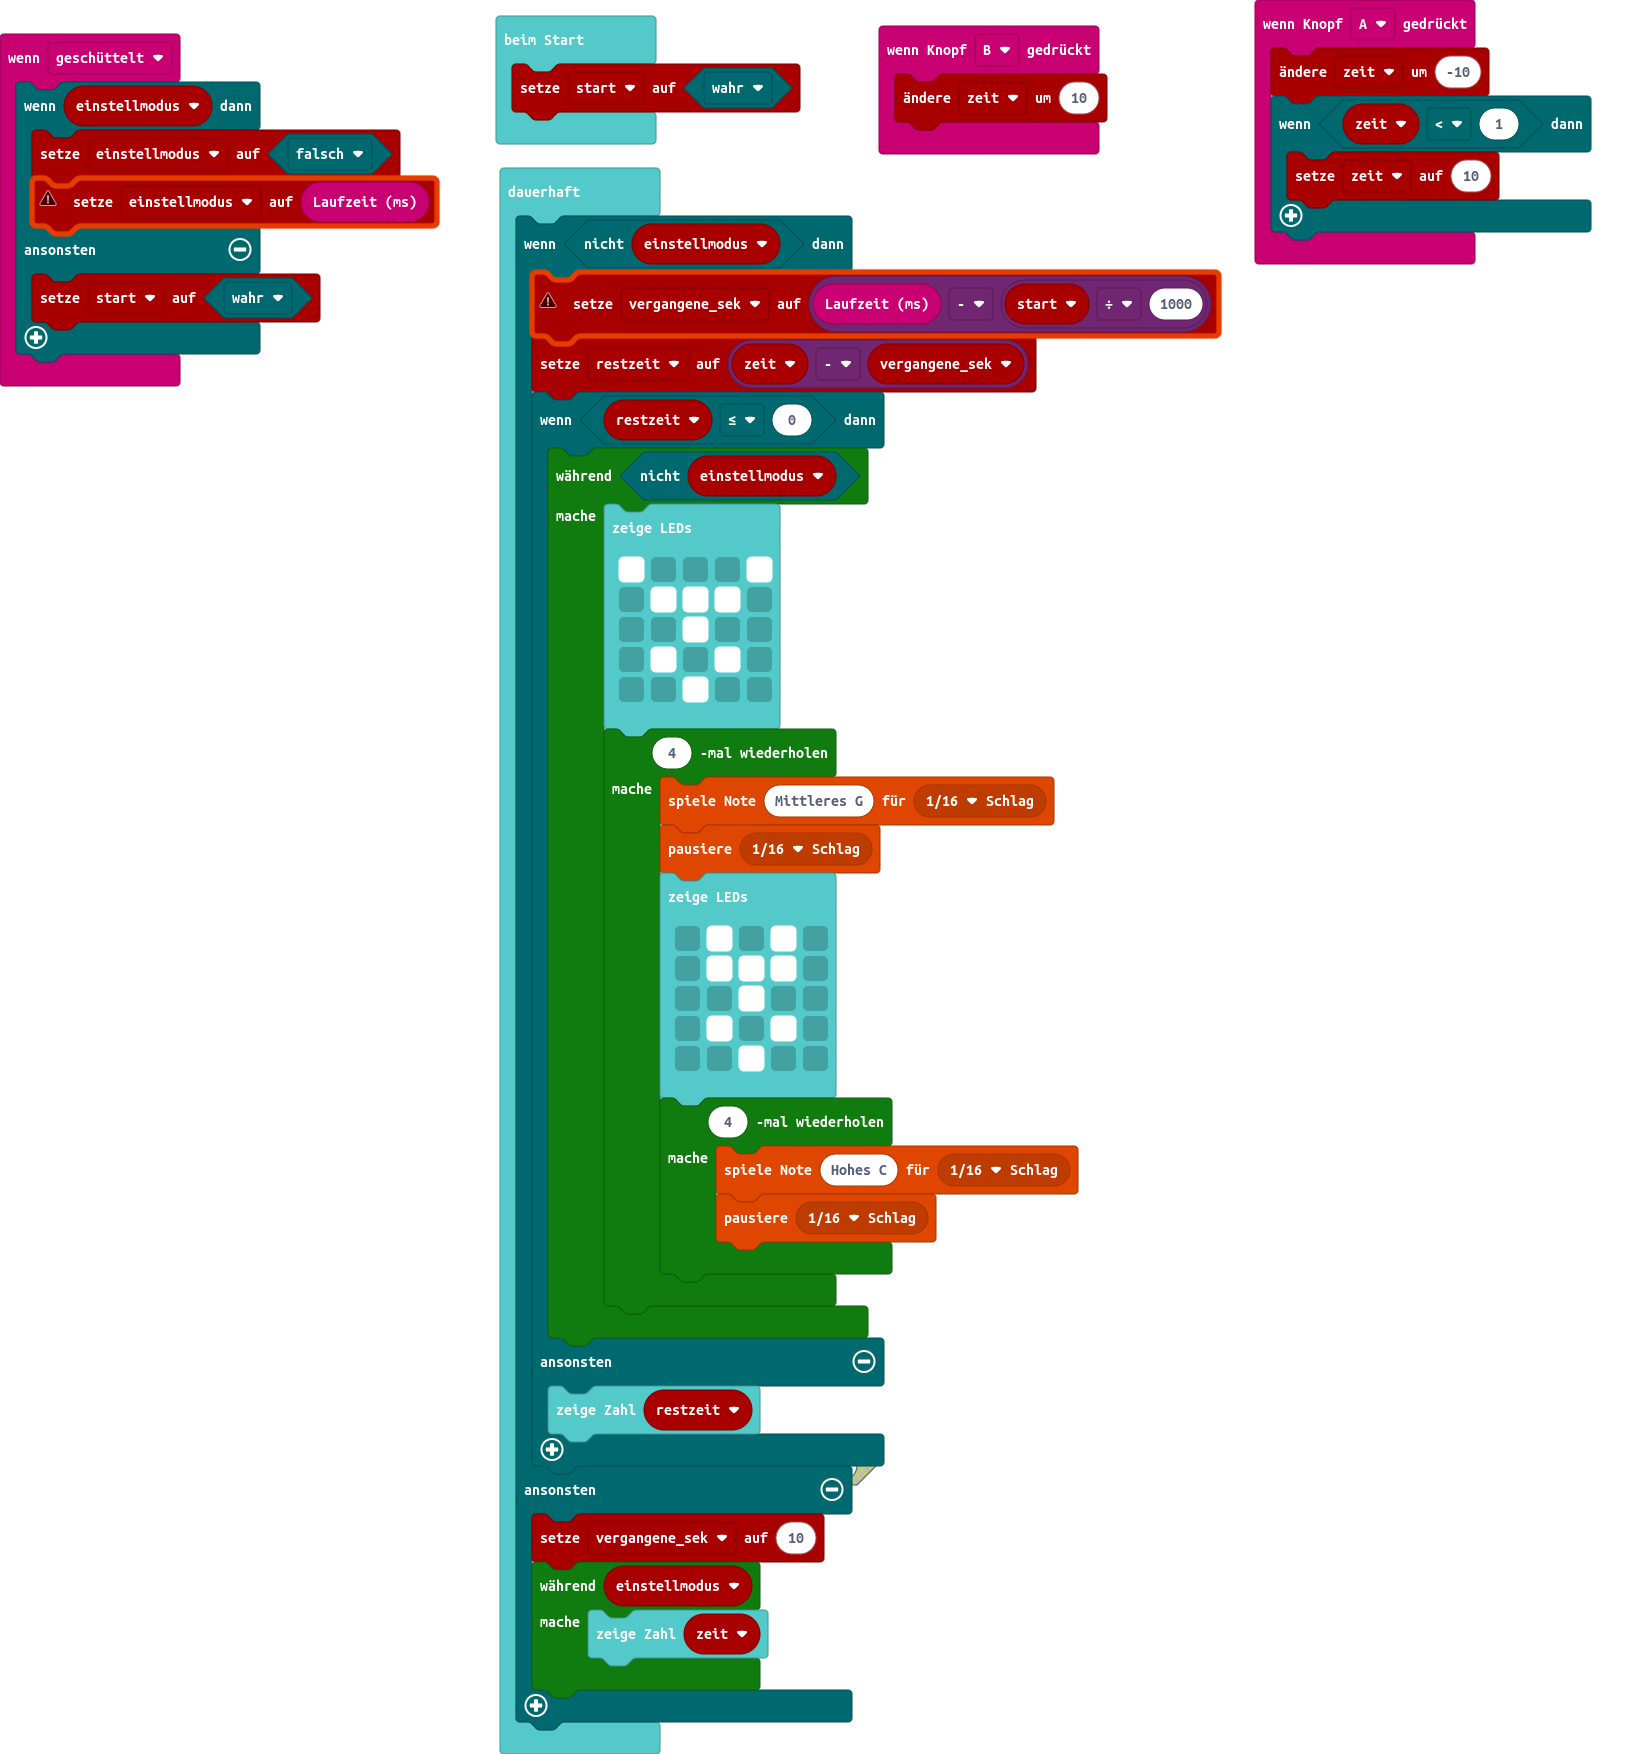 wenn geschüttelt
wenn einstellmodus dann
setze einstellmodus auf falsch
setze einstellmodus auf Laufzeit (ms)
ansonsten
setze start auf wahr
beim Start
setze start auf wahr
wenn Knopf B gedrückt
ändere zeit um 10
wenn Knopf A gedrückt
ändere zeit um -10
wenn zeit < 1 dann
setze zeit auf 10
dauerhaft
wenn nicht einstellmodus dann
setze vergangene_sek auf Laufzeit (ms) - start ÷ 1000
setze restzeit auf zeit - vergangene_sek
wenn restzeit ≤ 0 dann
während nicht einstellmodus
mache
zeige LEDs
4 -mal wiederholen
mache
spiele Note Mittleres G für 1/16 Schlag
pausiere 1/16 Schlag
zeige LEDs
4 -mal wiederholen
mache
spiele Note Hohes C für 1/16 Schlag
pausiere 1/16 Schlag
ansonsten
zeige Zahl restzeit
ansonsten
setze vergangene_sek auf 10
während einstellmodus
mache
zeige Zahl zeit